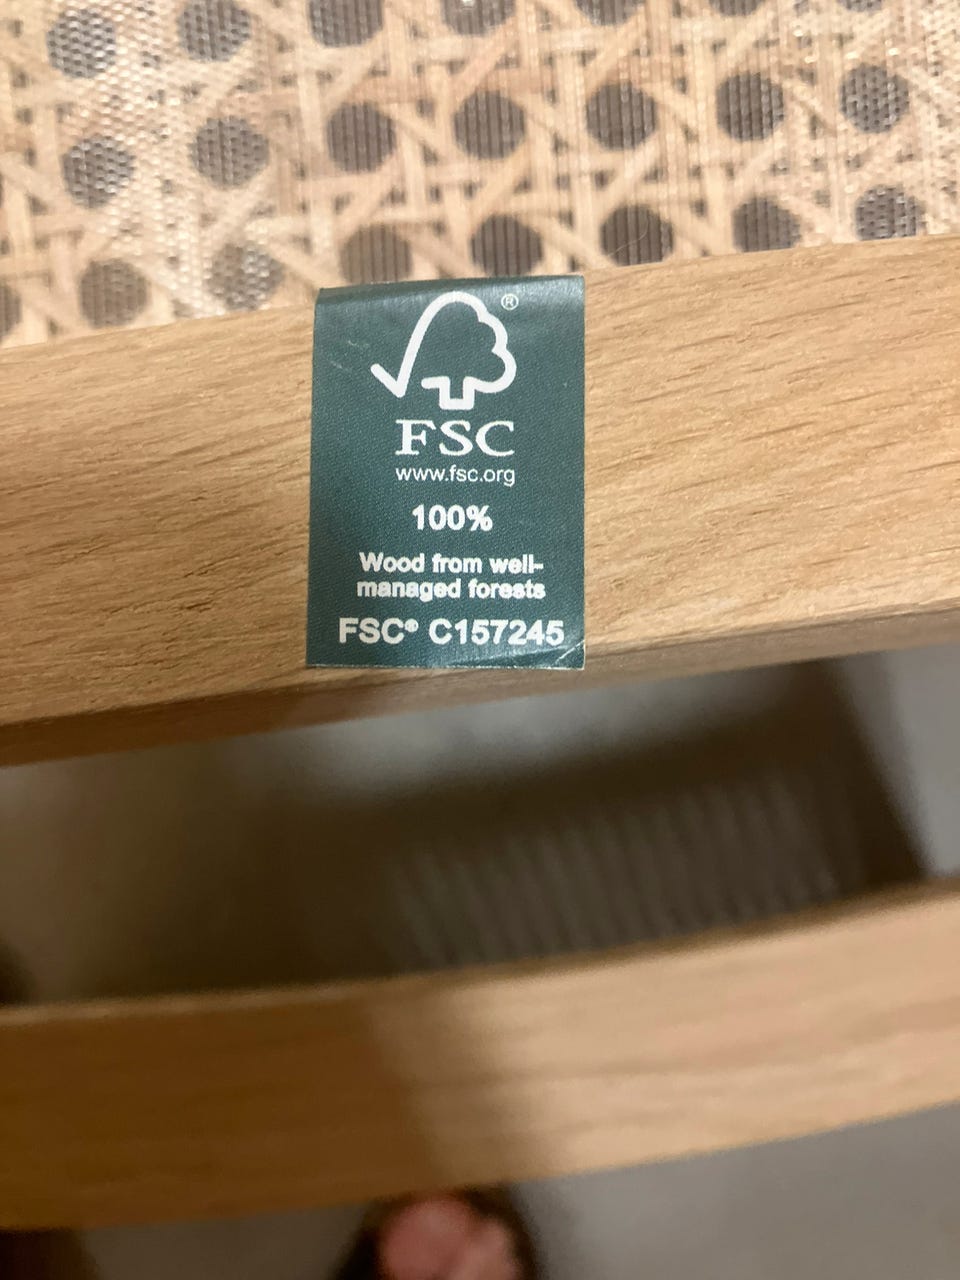 ®
FSC
www.fsc.org
100%
Wood from well-
managed forests
FSC® C157245